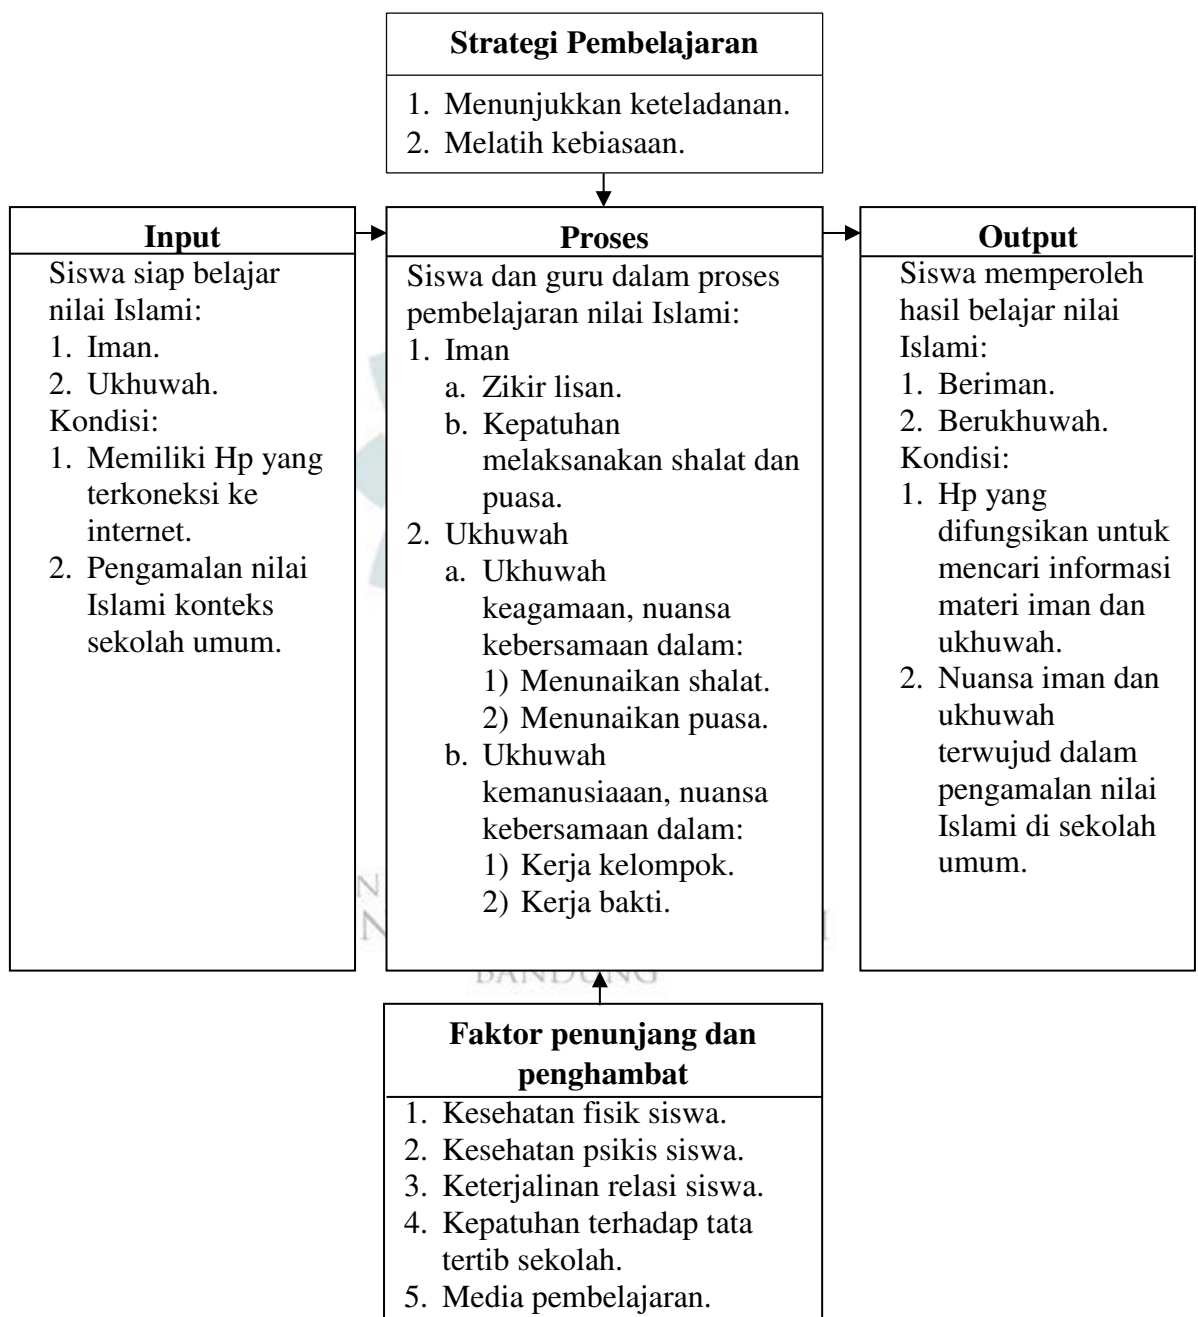 Strategi Pembelajaran
1. Menunjukkan keteladanan.
2. Melatih kebiasaan.
Input
Siswa siap belajar
nilai Islami:
1. Iman.
2. Ukhuwah.
Kondisi:
1. Memiliki Hp yang
terkoneksi ke
internet.
2. Pengamalan nilai
Islami konteks
sekolah umum.
Proses
Siswa dan guru dalam proses
pembelajaran nilai Islami:
1. Iman
a. Zikir lisan.
b. Kepatuhan
melaksanakan shalat dan
puasa.
2. Ukhuwah
a. Ukhuwah
keagamaan, nuansa
kebersamaan dalam:
1) Menunaikan shalat.
2) Menunaikan puasa.
b. Ukhuwah
kemanusiaaan, nuansa
kebersamaan dalam:
1) Kerja kelompok.
2) Kerja bakti.
Output
Siswa memperoleh
hasil belajar nilai
Islami:
1. Beriman.
2. Berukhuwah.
Kondisi:
1. Hp yang
difungsikan untuk
mencari informasi
materi iman dan
ukhuwah.
2. Nuansa iman dan
ukhuwah
terwujud dalam
pengamalan nilai
Islami di sekolah
umum.
BANDUNG
Faktor penunjang dan
penghambat
1. Kesehatan fisik siswa.
2. Kesehatan psikis siswa.
3. Keterjalinan relasi siswa.
4. Kepatuhan terhadap tata
tertib sekolah.
5. Media pembelajaran.